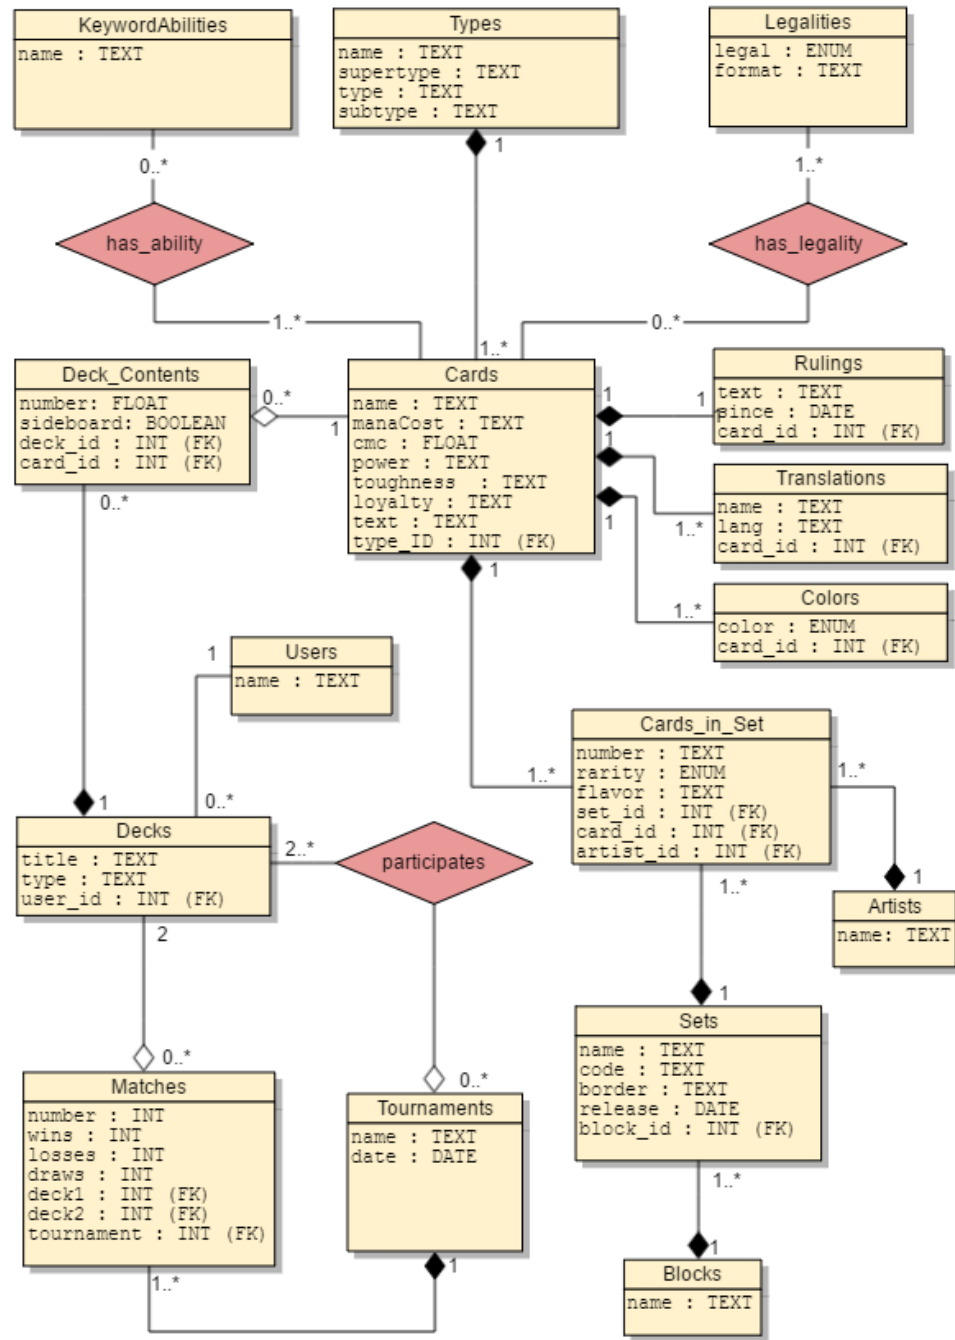 KeywordAbilities
name : TEXT
Types
name : TEXT
supertype : TEXT
type : TEXT
subtype : TEXT
Legalities
legal : ENUM
format : TEXT
0..*
1
1..*
has_ability
has_legality
1..*
1..*
0..*
Deck_Contents
number: FLOAT
sideboard: BOOLEAN
deck_id : INT (FK)
card_id : INT (FK)
0..*
1
0..*
Cards
name : TEXT
manaCost : TEXT
cmc : FLOAT
power : TEXT
toughness : TEXT
loyalty : TEXT
text : TEXT
type_ID : INT (FK)
1
1
1
1
Rulings
text : TEXT
since : DATE
card_id : INT (FK)
1
Translations
name : TEXT
lang : TEXT
card_id : INT (FK)
1..*
Colors
color : ENUM
card_id : INT (FK)
1..*
Users
name : TEXT
1
0..*
1
Cards_in_Set
number : TEXT
rarity : ENUM
flavor : TEXT
set_id : INT (FK)
card_id : INT (FK)
artist_id : INT (FK)
1..*
1..*
1..*
Decks
title : TEXT
type : TEXT
user_id : INT (FK)
2..*
2
participates
1
Artists
name: TEXT
1
Sets
name : TEXT
code : TEXT
border : TEXT
release : DATE
block_id : INT (FK)
1..*
0..*
Matches
number : INT
wins : INT
losses : INT
draws : INT
deck1 : INT (FK)
deck2 : INT (FK)
tournament : INT (FK)
1..*
0..*
Tournaments
name : TEXT
date : DATE
1
1
Blocks
name : TEXT